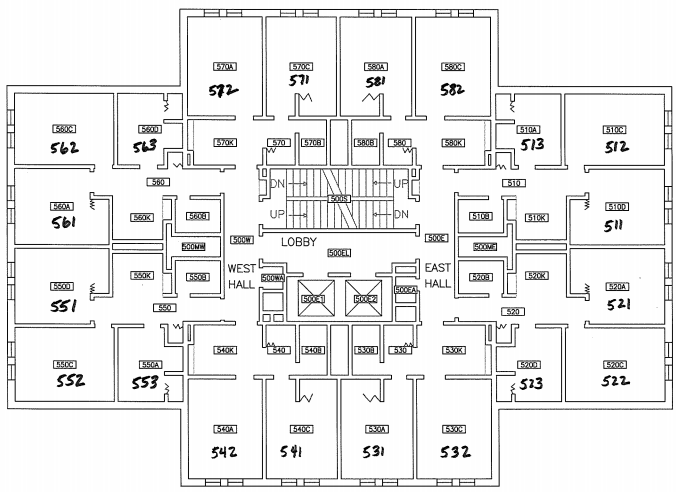 570A 570C 580A 580C
572 571 581 582
560C 560D 570K 570 570B 580B 580 580K 510A 510C
562 563 513 512
560 DN UP 510
500S
560A 560K 560B UP DN 510B 510K 510D
561 511
500W LOBBY 500E
500MW 500EL 500ME
WEST HALL EAST HALL
550D 550K 550B 500WA 500EA 520B 520K 520A
551 500E1 500E2 521
550 520
550C 550A 540K 540 540B 530B 530 530K 520D 520C
552 553 523 522
540A 540C 530A 530C
542 541 531 532